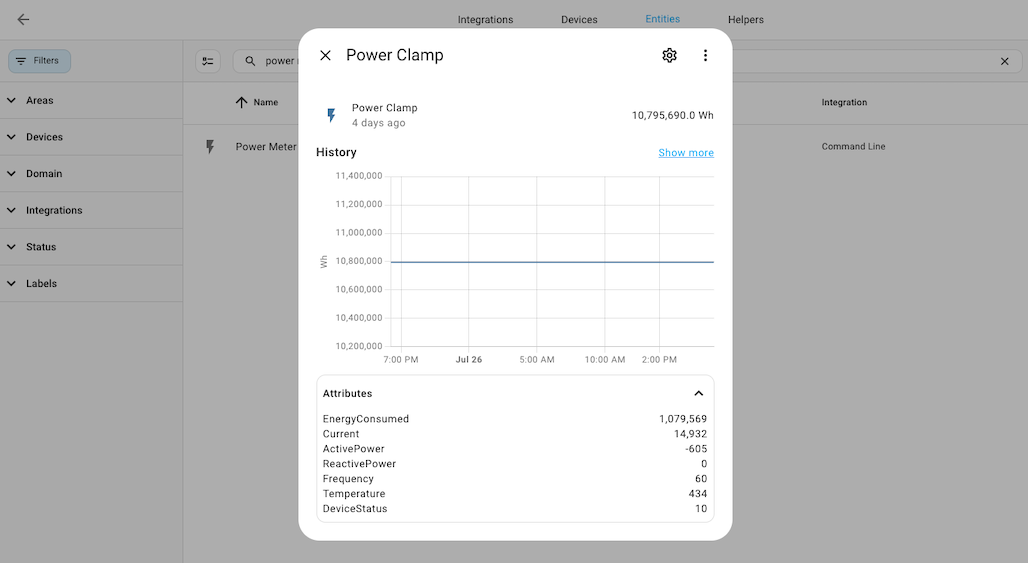 Integrations Devices Entities Helpers
Filters
power
Areas
Devices
Domain
Integrations
Status
Labels
Name
Integration
Power Meter
Command Line
Power Clamp
Power Clamp
4 days ago
10,795,690.0 Wh
History
Show more
11,400,000
11,200,000
11,000,000
10,800,000
10,600,000
10,400,000
10,200,000
Wh
7:00 PM Jul 26 5:00 AM 10:00 AM 2:00 PM
Attributes
EnergyConsumed 1,079,569
Current 14,932
ActivePower -605
ReactivePower 0
Frequency 60
Temperature 434
DeviceStatus 10